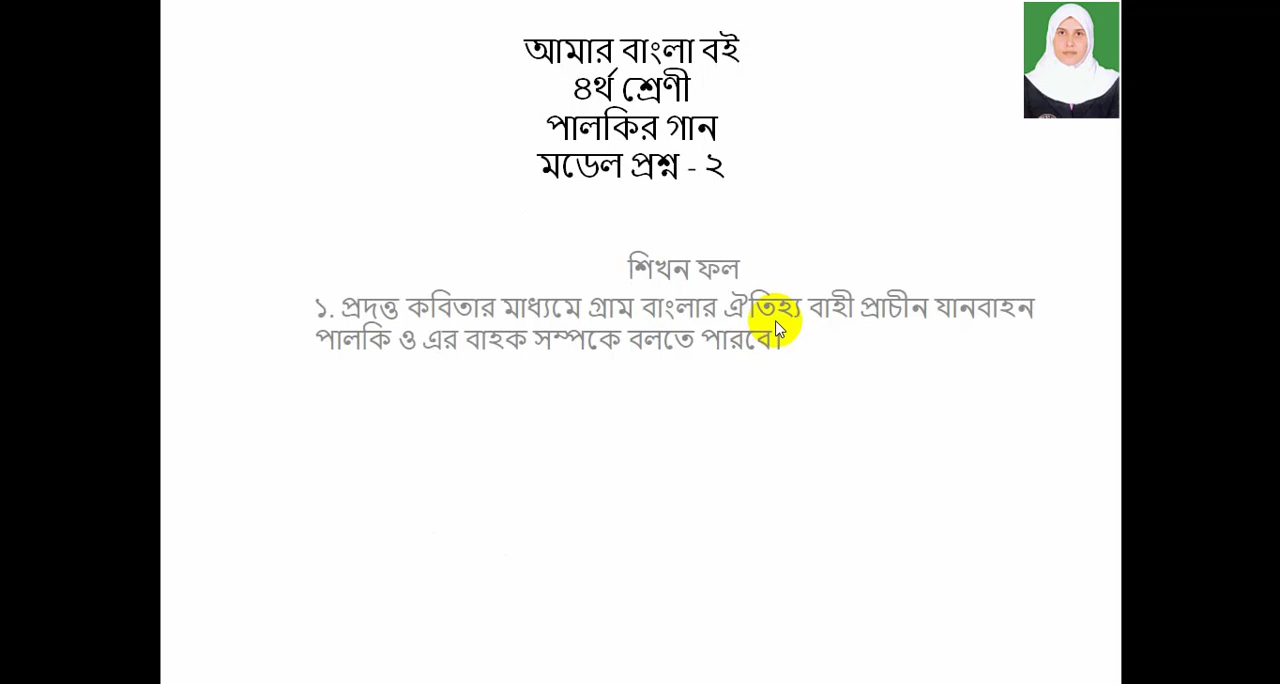 আমার বাংলা বই
৪র্থ শ্রেণী
পালকির গান
মডেল প্রশ্ন - ২
শিখন ফল
১. প্রদত্ত কবিতার মাধ্যমে গ্রাম বাংলার ঐতিহ্য বাহী প্রাচীন যানবাহন
পালকি ও এর বাহক সম্পকে বলতে পারবে।